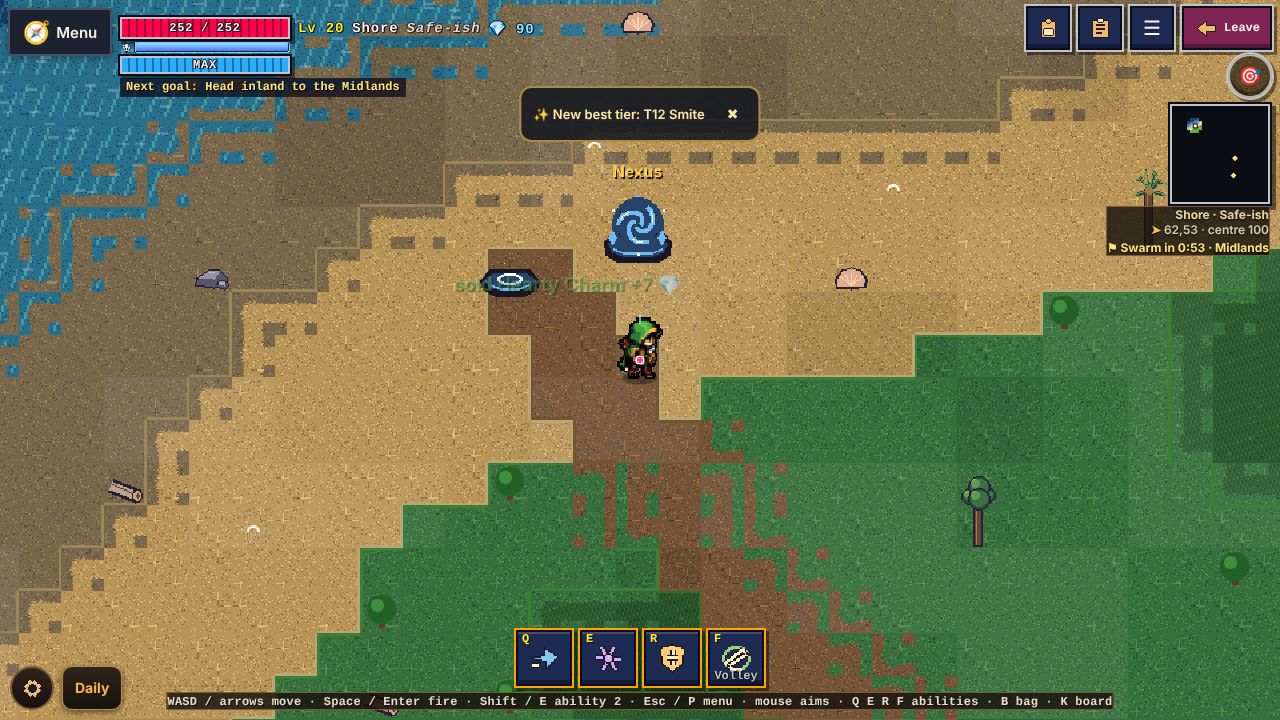 Menu
252 / 252
Lv 20 Shore Safe-ish 90
MAX
Next goal: Head inland to the Midlands
Leave
✨ New best tier: T12 Smite ✖
Nexus
Charm +7
Shore · Safe-ish
➤ 62,53 · centre 100
⚑ Swarm in 0:53 · Midlands
Q
E
R
F
Volley
Daily
WASD / arrows move · Space / Enter fire · Shift / E ability 2 · Esc / P menu · mouse aims · Q E R F abilities · B bag · K board